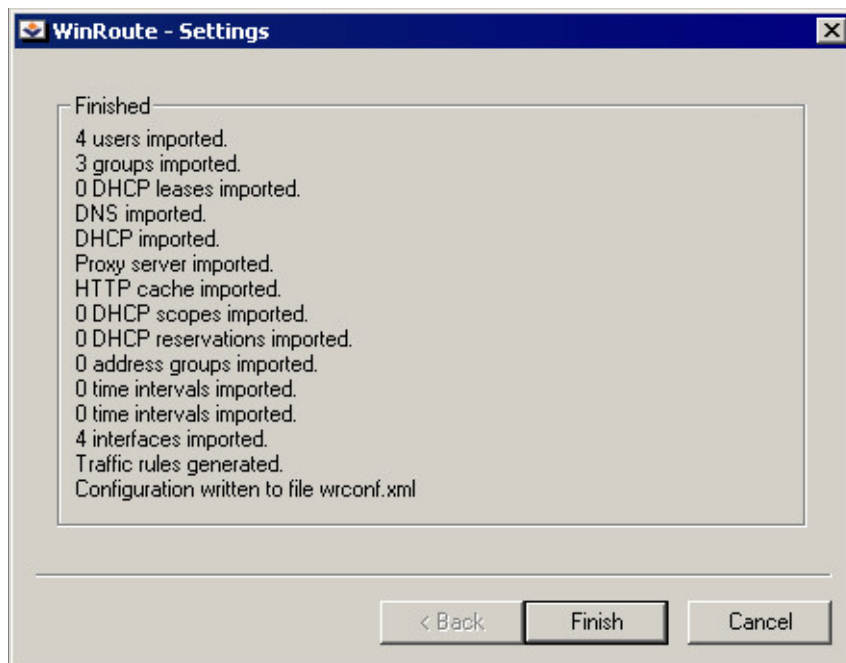 WinRoute - Settings
Finished
4 users imported.
3 groups imported.
0 DHCP leases imported.
DNS imported.
DHCP imported.
Proxy server imported.
HTTP cache imported.
0 DHCP scopes imported.
0 DHCP reservations imported.
0 address groups imported.
0 time intervals imported.
0 time intervals imported.
4 interfaces imported.
Traffic rules generated.
Configuration written to file wrconf.xml
< Back Finish Cancel